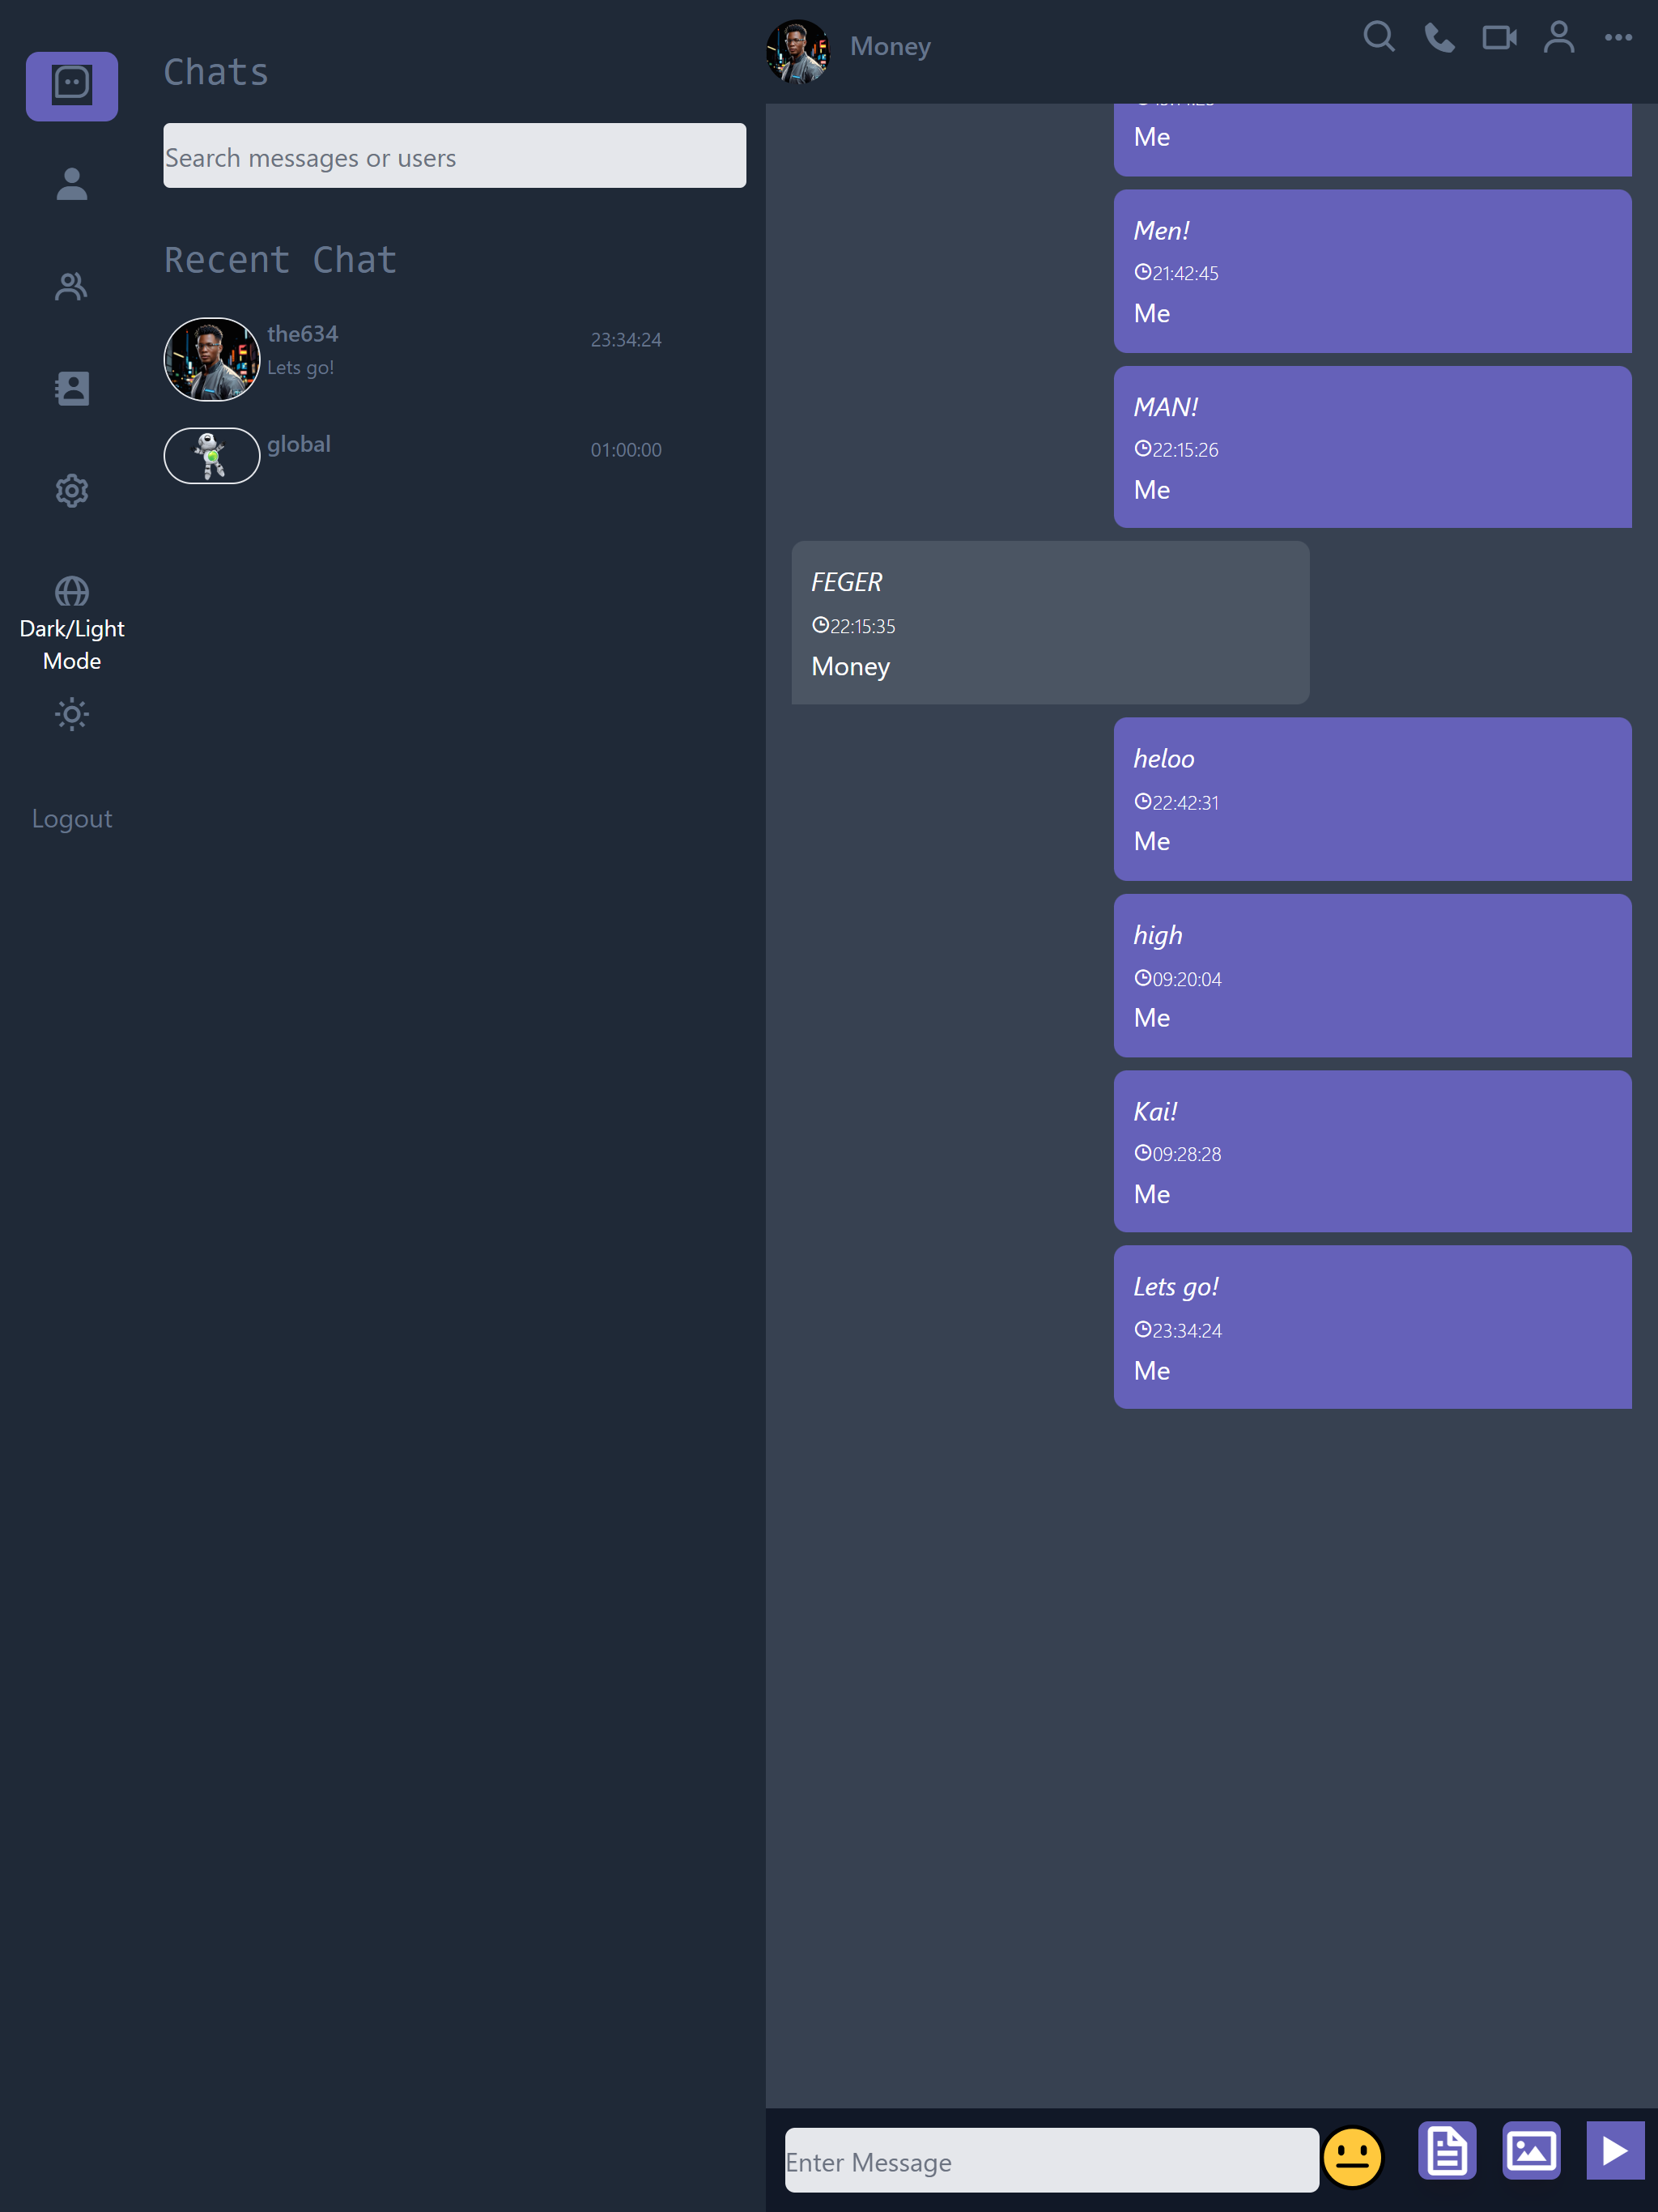 Chats
Search messages or users
Recent Chat
the634
23:34:24
Lets go!
global
01:00:00
Dark/Light
Mode
Logout
Money
Me
Men!
21:42:45
Me
MAN!
22:15:26
Me
FEGER
22:15:35
Money
heloo
22:42:31
Me
high
09:20:04
Me
Kai!
09:28:28
Me
Lets go!
23:34:24
Me
Enter Message